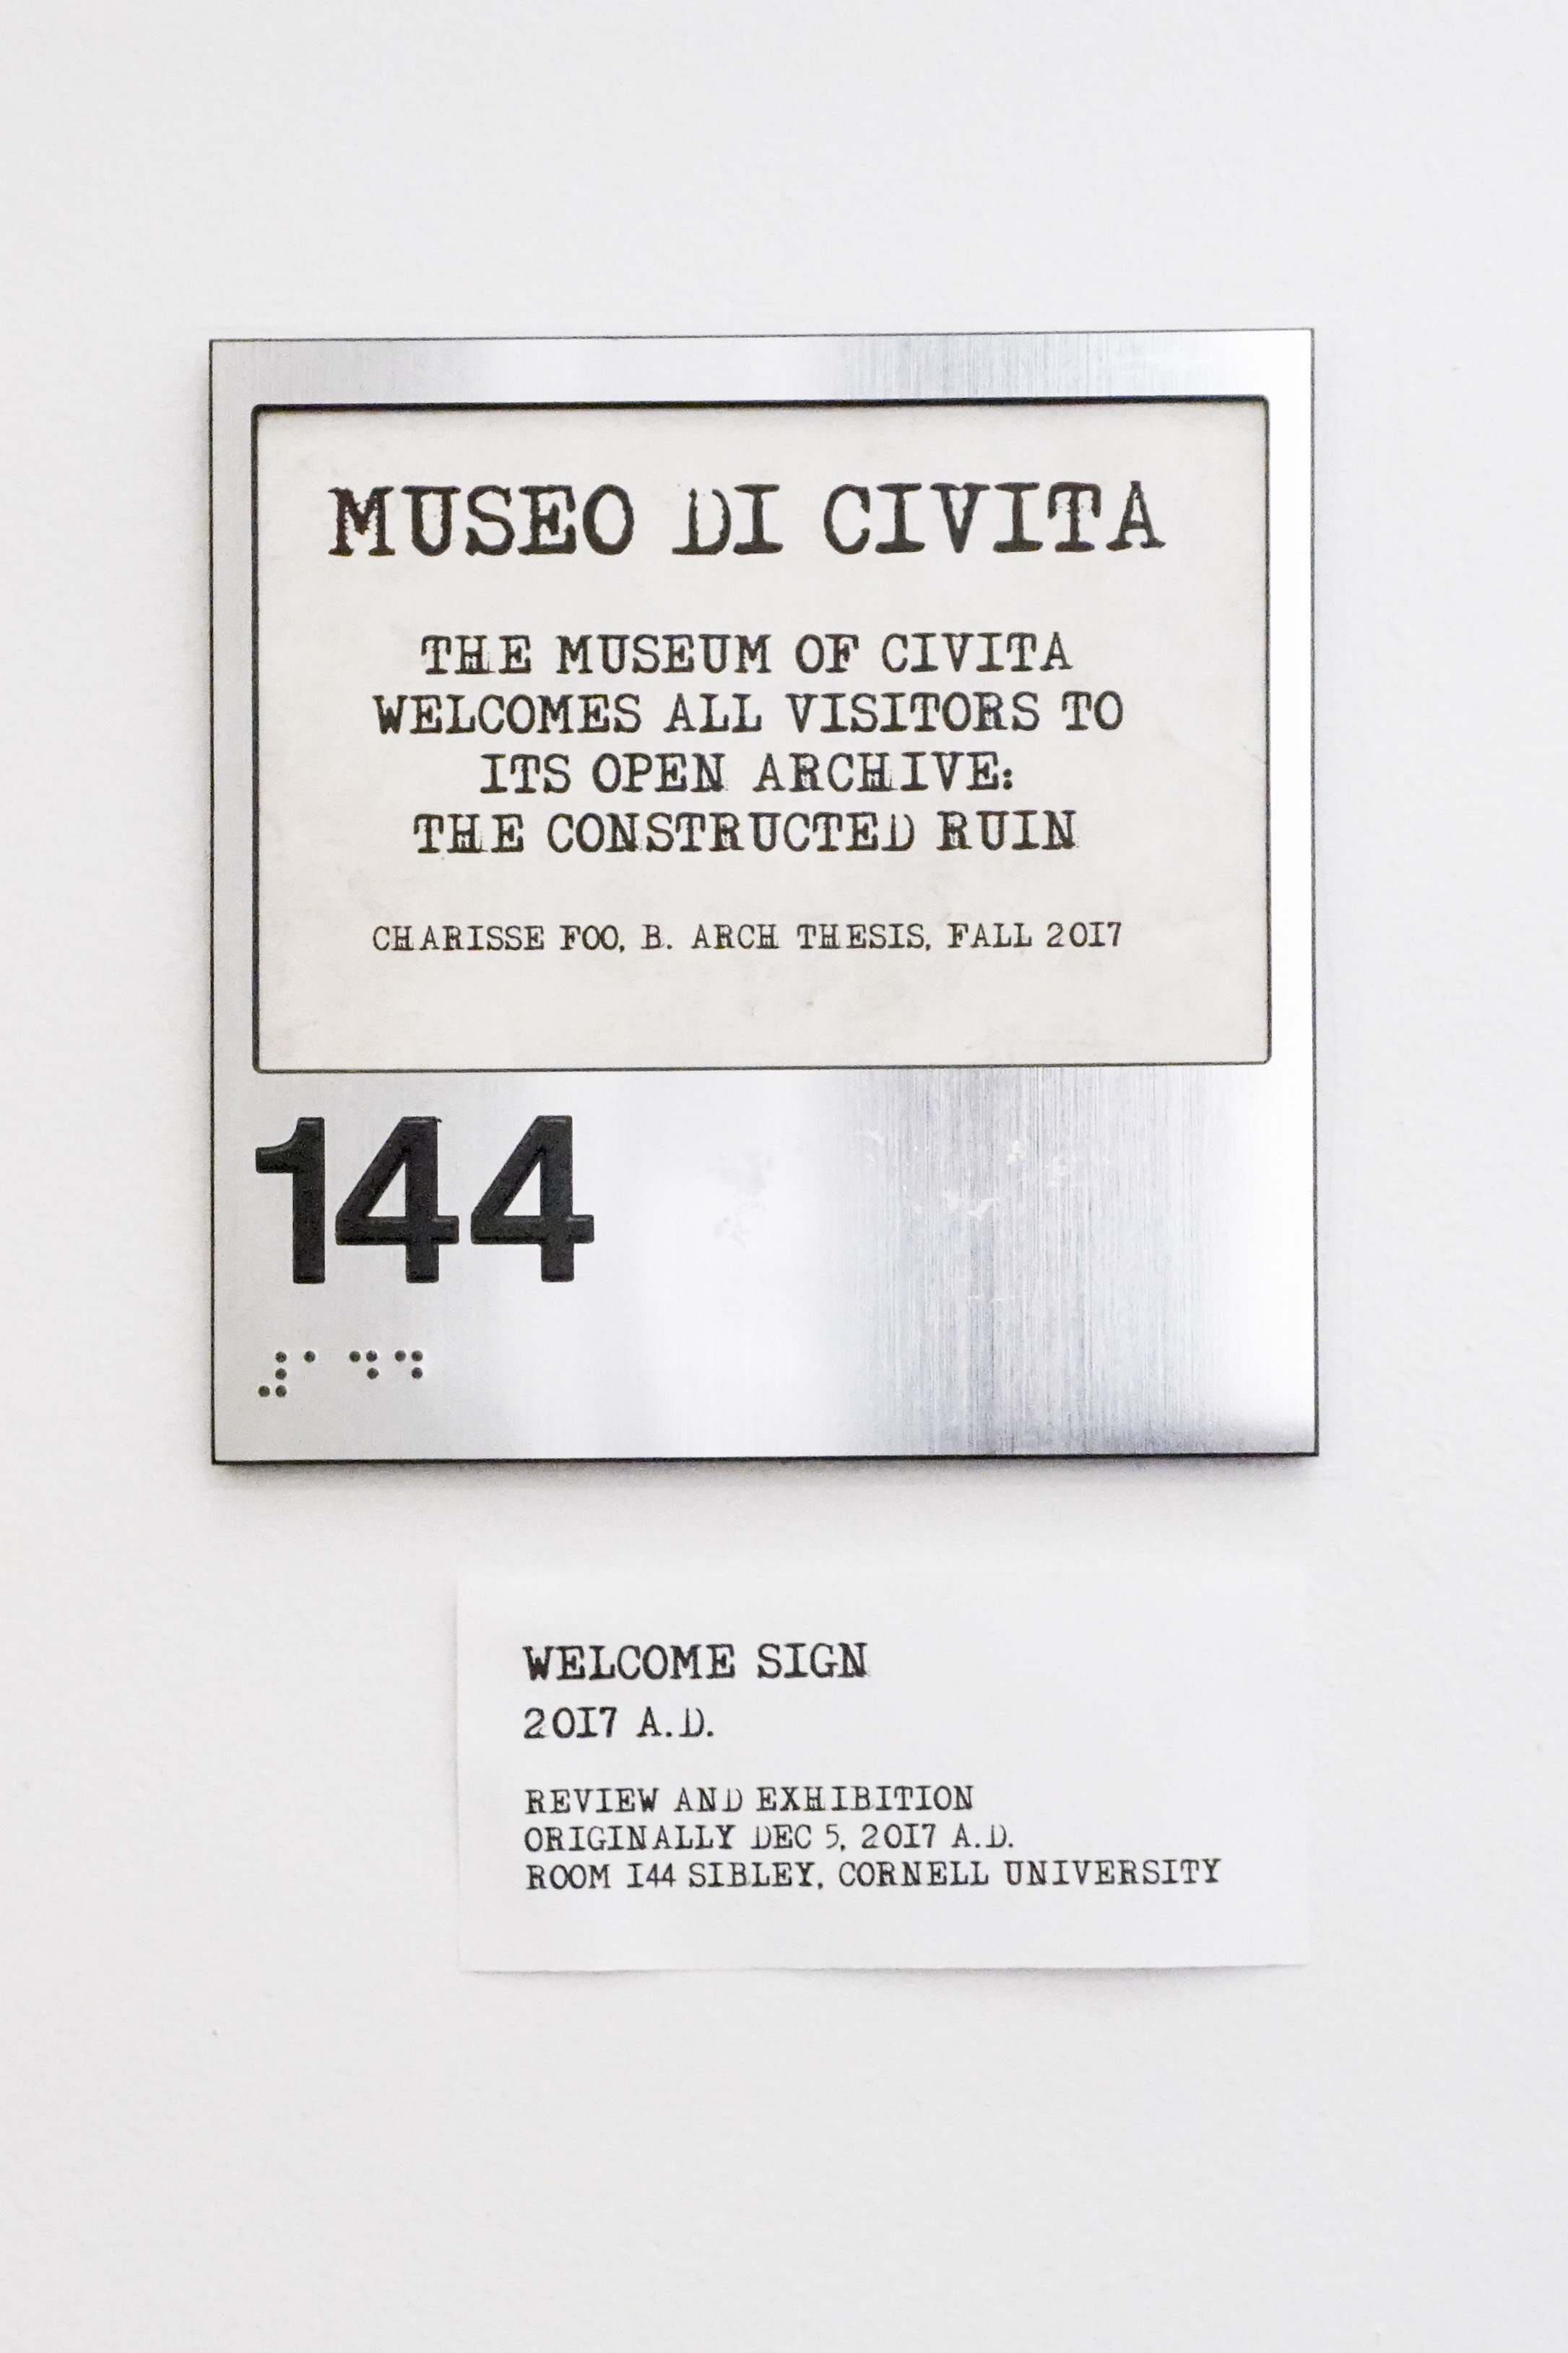 MUSEO DI CIVITA
THE MUSEUM OF CIVITA
WELCOMES ALL VISITORS TO
ITS OPEN ARCHIVE:
THE CONSTRUCTED RUIN
CHARISSE FOO, B. ARCH THESIS, FALL 2017
144
⠼⠁⠙⠙
WELCOME SIGN
2017 A.D.
REVIEW AND EXHIBITION
ORIGINALLY DEC 5, 2017 A.D.
ROOM 144 SIBLEY, CORNELL UNIVERSITY